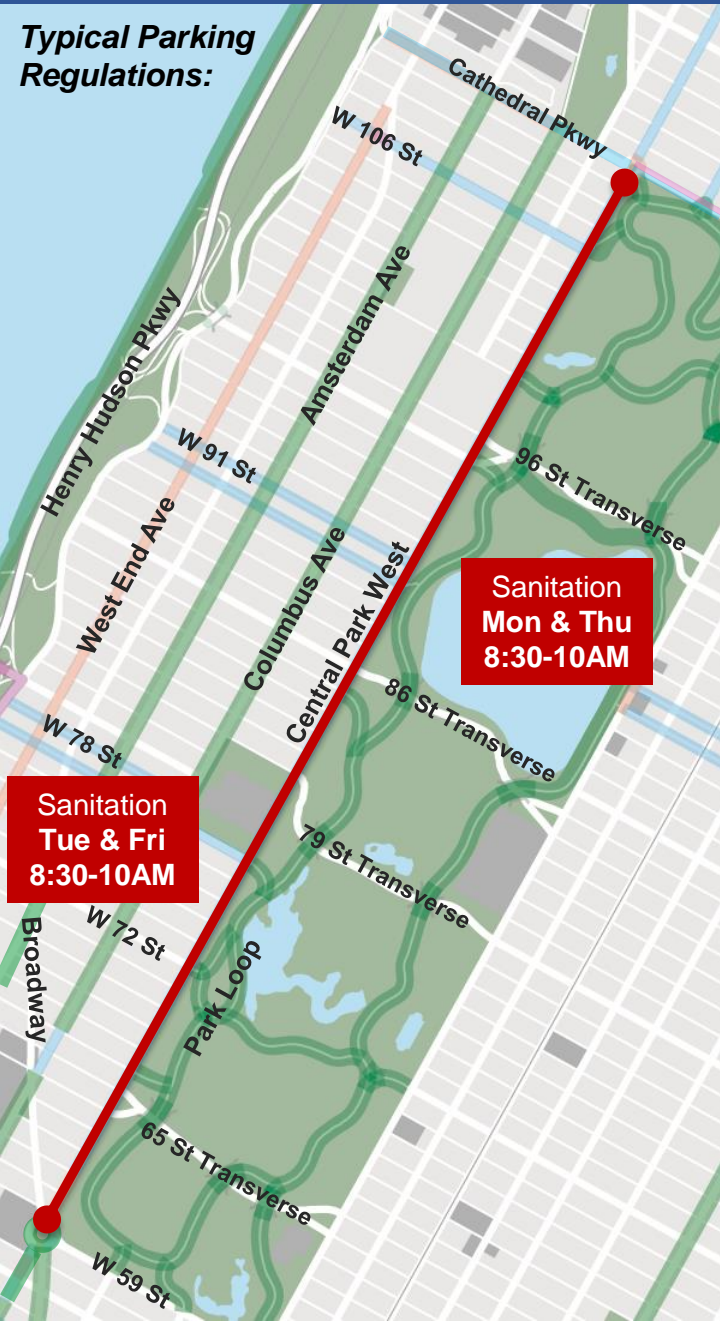 Typical Parking
Regulations:
Cathedral Pkwy
W 106 St
Amsterdam Ave
Henry Hudson Pkwy
W 91 St
96 St Transverse
West End Ave
Columbus Ave
Central Park West
Sanitation
Mon & Thu
8:30-10AM
86 St Transverse
W 78 St
Sanitation
Tue & Fri
8:30-10AM
79 St Transverse
W 72 St
Broadway
Park Loop
65 St Transverse
W 59 St